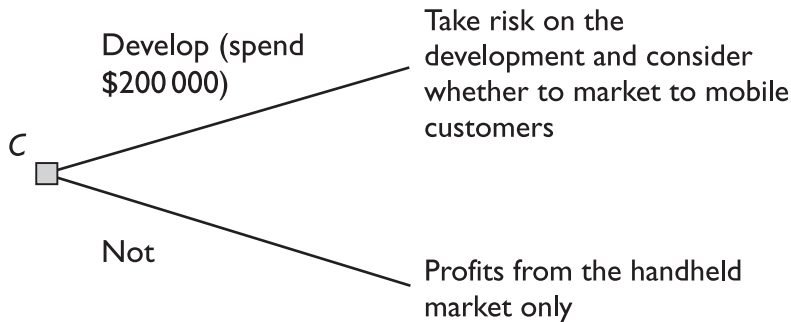 Develop (spend
$200 000)
Take risk on the
development and consider
whether to market to mobile
customers
C
Not
Profits from the handheld
market only